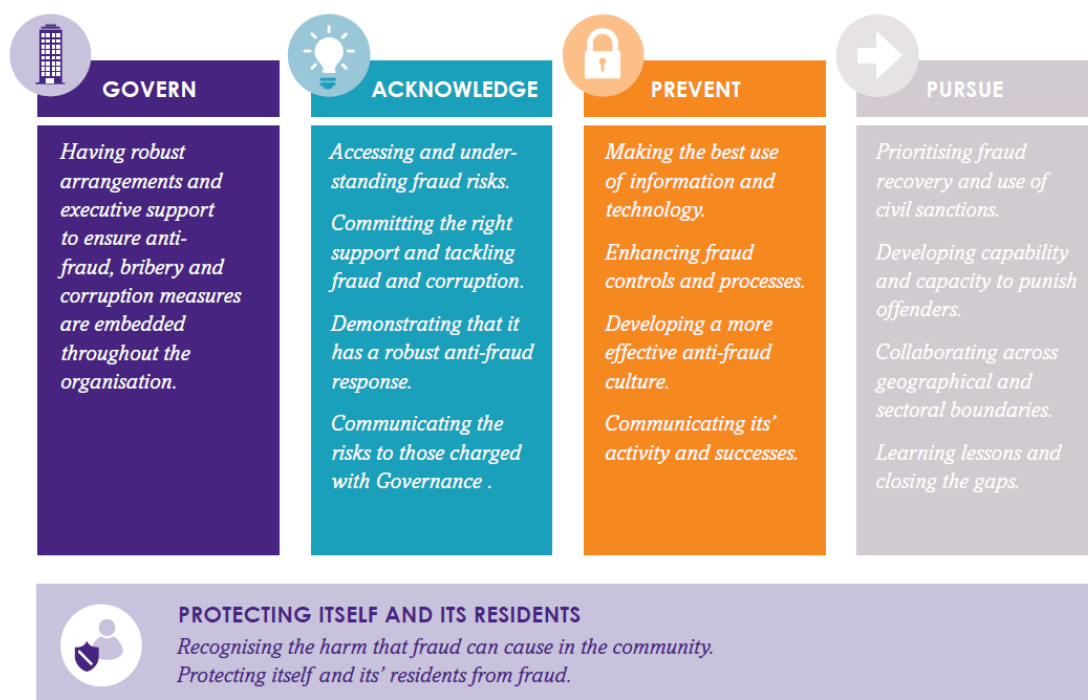 GOVERN
Having robust
arrangements and
executive support
to ensure anti-
fraud, bribery and
corruption measures
are embedded
throughout the
organisation.
ACKNOWLEDGE
Accessing and under-
standing fraud risks.
Committing the right
support and tackling
fraud and corruption.
Demonstrating that it
has a robust anti-fraud
response.
Communicating the
risks to those charged
with Governance .
PREVENT
Making the best use
of information and
technology.
Enhancing fraud
controls and processes.
Developing a more
effective anti-fraud
culture.
Communicating its’
activity and successes.
PURSUE
Prioritising fraud
recovery and use of
civil sanctions.
Developing capability
and capacity to punish
offenders.
Collaborating across
geographical and
sectoral boundaries.
Learning lessons and
closing the gaps.
PROTECTING ITSELF AND ITS RESIDENTS
Recognising the harm that fraud can cause in the community.
Protecting itself and its’ residents from fraud.